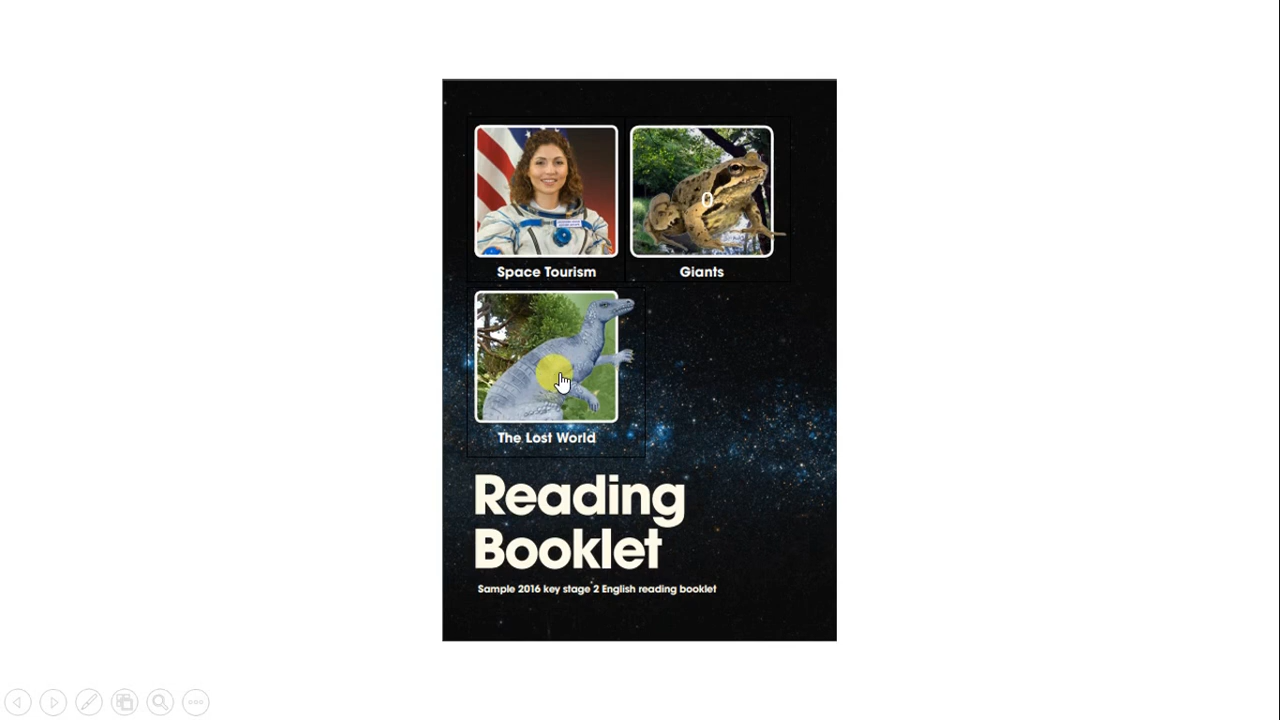 Space Tourism
Giants
The Lost World
Reading
Booklet
Sample 2016 key stage 2 English reading booklet